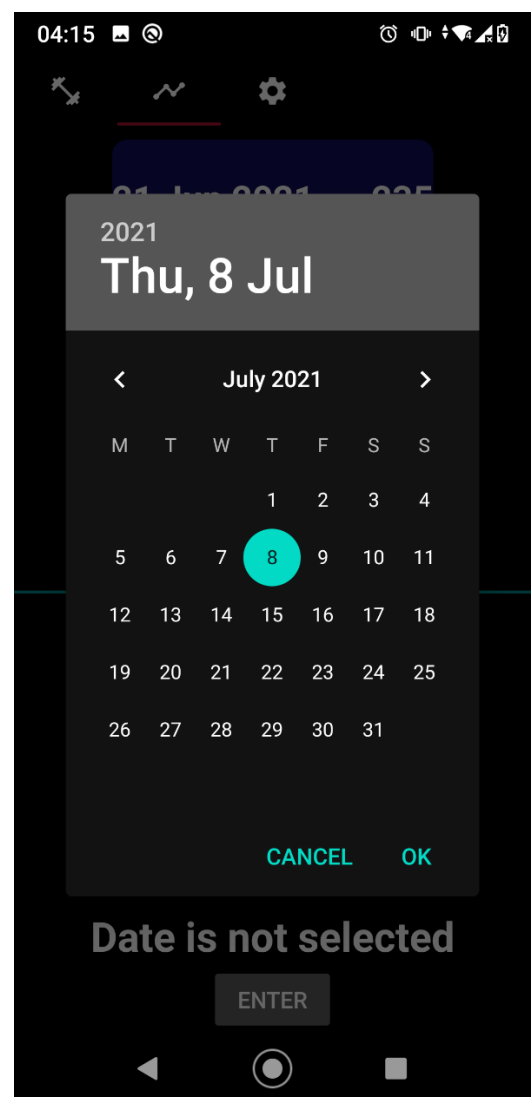 04:15
2021
Thu, 8 Jul
July 2021
M T W T F S S
1 2 3 4
5 6 7 8 9 10 11
12 13 14 15 16 17 18
19 20 21 22 23 24 25
26 27 28 29 30 31
CANCEL OK
Date is not selected
ENTER